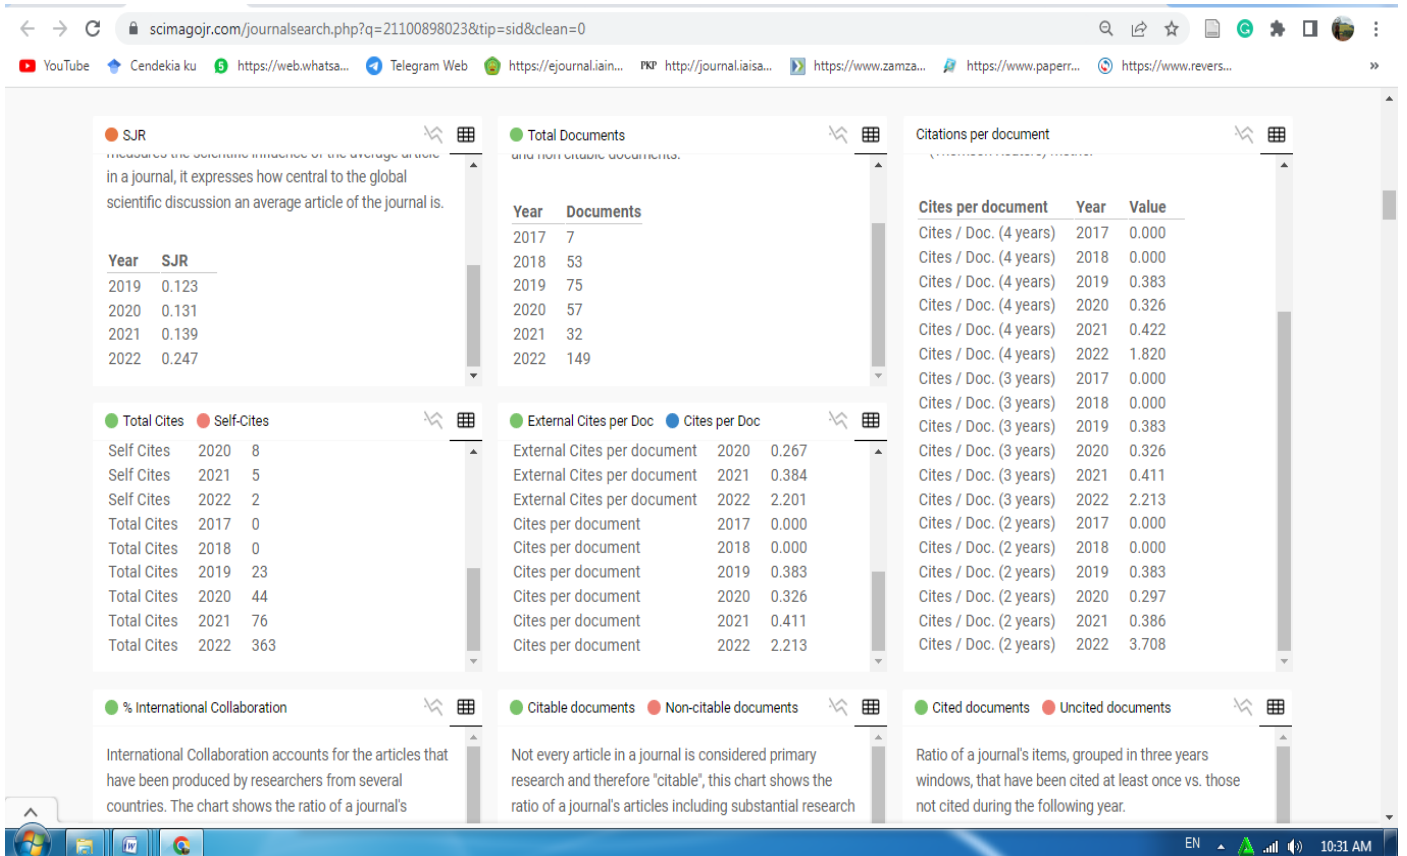 scimagojr.com/journalsearch.php?q=21100898023&tip=sid&clean=0
YouTube Cendekia ku https://web.whatsa... Telegram Web https://ejournal.iain... PKP http://journal.iaisa... https://www.zamza... https://www.paperr... https://www.revers... »
SJR
measures the scientific influence of the average article
in a journal, it expresses how central to the global
scientific discussion an average article of the journal is.
Year SJR
2019 0.123
2020 0.131
2021 0.139
2022 0.247
Total Documents
and non citable documents.
Year Documents
2017 7
2018 53
2019 75
2020 57
2021 32
2022 149
Citations per document
Cites per document Year Value
Cites / Doc. (4 years) 2017 0.000
Cites / Doc. (4 years) 2018 0.000
Cites / Doc. (4 years) 2019 0.383
Cites / Doc. (4 years) 2020 0.326
Cites / Doc. (4 years) 2021 0.422
Cites / Doc. (4 years) 2022 1.820
Cites / Doc. (3 years) 2017 0.000
Cites / Doc. (3 years) 2018 0.000
Cites / Doc. (3 years) 2019 0.383
Cites / Doc. (3 years) 2020 0.326
Cites / Doc. (3 years) 2021 0.411
Cites / Doc. (3 years) 2022 2.213
Cites / Doc. (2 years) 2017 0.000
Cites / Doc. (2 years) 2018 0.000
Cites / Doc. (2 years) 2019 0.383
Cites / Doc. (2 years) 2020 0.297
Cites / Doc. (2 years) 2021 0.386
Cites / Doc. (2 years) 2022 3.708
Total Cites Self-Cites
Self Cites 2020 8
Self Cites 2021 5
Self Cites 2022 2
Total Cites 2017 0
Total Cites 2018 0
Total Cites 2019 23
Total Cites 2020 44
Total Cites 2021 76
Total Cites 2022 363
External Cites per Doc Cites per Doc
External Cites per document 2020 0.267
External Cites per document 2021 0.384
External Cites per document 2022 2.201
Cites per document 2017 0.000
Cites per document 2018 0.000
Cites per document 2019 0.383
Cites per document 2020 0.326
Cites per document 2021 0.411
Cites per document 2022 2.213
% International Collaboration
International Collaboration accounts for the articles that
have been produced by researchers from several
countries. The chart shows the ratio of a journal's
Citable documents Non-citable documents
Not every article in a journal is considered primary
research and therefore "citable", this chart shows the
ratio of a journal's articles including substantial research
Cited documents Uncited documents
Ratio of a journal's items, grouped in three years
windows, that have been cited at least once vs. those
not cited during the following year.
EN 10:31 AM